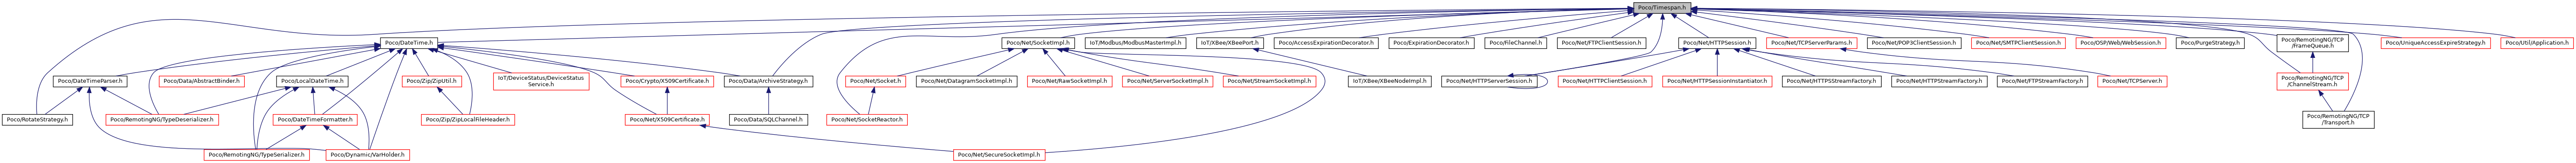 Poco/Timespan.h
Poco/DateTime.h
Poco/Net/SocketImpl.h
IoT/Modbus/ModbusMasterImpl.h
IoT/XBee/XBeePort.h
Poco/AccessExpirationDecorator.h
Poco/ExpirationDecorator.h
Poco/FileChannel.h
Poco/Net/FTPClientSession.h
Poco/Net/HTTPSession.h
Poco/Net/TCPServerParams.h
Poco/Net/POP3ClientSession.h
Poco/Net/SMTPClientSession.h
Poco/OSP/Web/WebSession.h
Poco/PurgeStrategy.h
Poco/RemotingNG/TCP
/FrameQueue.h
Poco/UniqueAccessExpireStrategy.h
Poco/Util/Application.h
Poco/DateTimeParser.h
Poco/Data/AbstractBinder.h
Poco/LocalDateTime.h
Poco/Zip/ZipUtil.h
IoT/DeviceStatus/DeviceStatus
Service.h
Poco/Crypto/X509Certificate.h
Poco/Data/ArchiveStrategy.h
Poco/Net/Socket.h
Poco/Net/DatagramSocketImpl.h
Poco/Net/RawSocketImpl.h
Poco/Net/ServerSocketImpl.h
Poco/Net/StreamSocketImpl.h
IoT/XBee/XBeeNodeImpl.h
Poco/Net/HTTPServerSession.h
Poco/Net/HTTPClientSession.h
Poco/Net/HTTPSessionInstantiator.h
Poco/Net/HTTPSStreamFactory.h
Poco/Net/HTTPStreamFactory.h
Poco/Net/FTPStreamFactory.h
Poco/Net/TCPServer.h
Poco/RemotingNG/TCP
/ChannelStream.h
Poco/RotateStrategy.h
Poco/RemotingNG/TypeDeserializer.h
Poco/DateTimeFormatter.h
Poco/Zip/ZipLocalFileHeader.h
Poco/Net/X509Certificate.h
Poco/Data/SQLChannel.h
Poco/Net/SocketReactor.h
Poco/RemotingNG/TCP
/Transport.h
Poco/RemotingNG/TypeSerializer.h
Poco/Dynamic/VarHolder.h
Poco/Net/SecureSocketImpl.h